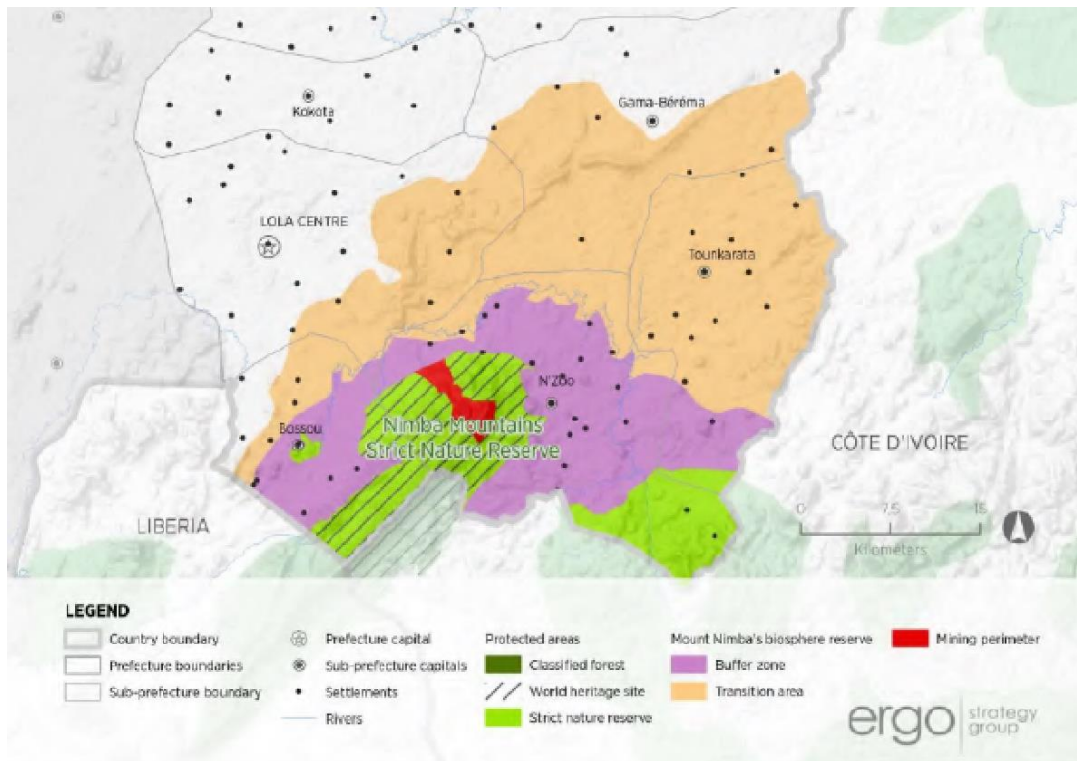 Gama-Béréma
Kokota
LOLA CENTRE
Tounkarata
N'Zoo
Bossou
Nimba Mountains
Strict Nature Reserve
CÔTE D'IVOIRE
LIBERIA
0 7.5 15
Kilometers
LEGEND
Country boundary
Prefecture boundaries
Sub-prefecture boundary
Prefecture capital
Sub-prefecture capitals
Settlements
Rivers
Protected areas
Classified forest
World heritage site
Strict nature reserve
Mount Nimba's biosphere reserve
Buffer zone
Transition area
Mining perimeter
ergo strategy
group